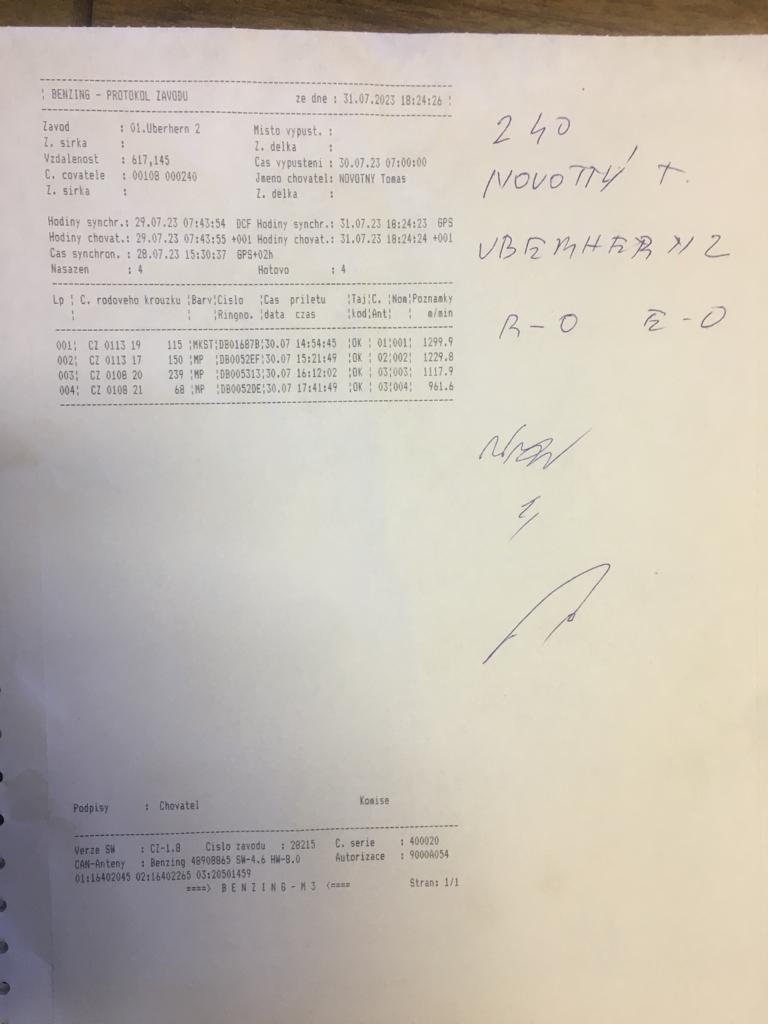 BENZING - PROTOKOL ZAVODU ze dne : 31.07.2023 18:24:26
Zavod : 01.Uberhern 2 Misto vypust. :
Z. sirka : Z. delka :
Vzdalenost : 617,145 Cas vypusteni : 30.07.23 07:00:00
C. covatele : 00108 000240 Jmeno chovatel: NOVOTNY Tomas
Z. sirka : Z. delka :
Hodiny synchr.: 29.07.23 07:43:54 DCF Hodiny synchr.: 31.07.23 18:24:23 GPS
Hodiny chovat.: 29.07.23 07:43:55 +001 Hodiny chovat.: 31.07.23 18:24:24 +001
Cas synchron. : 28.07.23 15:30:37 GPS+02h
Nasazen : 4 Hotovo : 4
Lp ¦ C. rodoveho krouzku ¦Barv¦Cislo ¦Cas priletu ¦Taj¦C. ¦Nom¦Poznamky
¦ ¦ ¦Ringno. ¦data czas ¦kod¦Ant¦ ¦ m/min
001¦ CZ 0113 19 115 ¦MKST¦DB01687B¦30.07 14:54:45 ¦OK ¦ 01¦001¦ 1299.9
002¦ CZ 0113 17 150 ¦MP ¦DB0052EF¦30.07 15:21:49 ¦OK ¦ 02¦002¦ 1229.8
003¦ CZ 0108 20 239 ¦MP ¦DB005313¦30.07 16:12:02 ¦OK ¦ 03¦003¦ 1117.9
004¦ CZ 0108 21 68 ¦MP ¦DB0052DE¦30.07 17:41:49 ¦OK ¦ 03¦004¦ 961.6
240
NOVOTNÝ T.
UBERHERN 2
R-O E-O
Podpisy : Chovatel Komise
Verze SW : CZ-1.8 Cislo zavodu : 28215 C. serie : 400020
CAN-Anteny : Benzing 48908865 SW-4.6 HW-8.0 Autorizace : 9000A054
01:16402045 02:16402265 03:20501459
====> B E N Z I N G - M 3 <==== Stran: 1/1